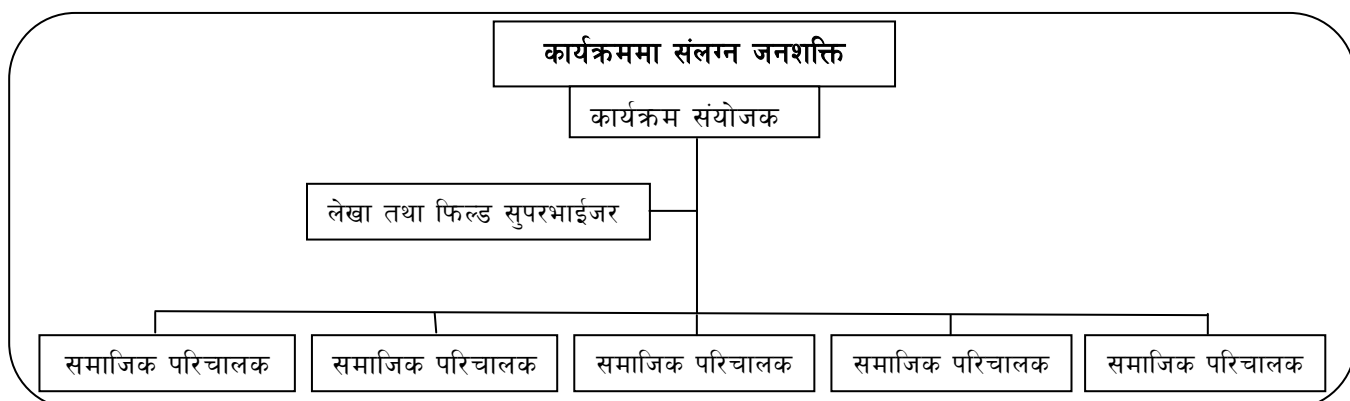 कार्यक्रममा संलग्न जनशक्ति
कार्यक्रम संयोजक
लेखा तथा फिल्ड सुपरभाईजर
समाजिक परिचालक
समाजिक परिचालक
समाजिक परिचालक
समाजिक परिचालक
समाजिक परिचालक